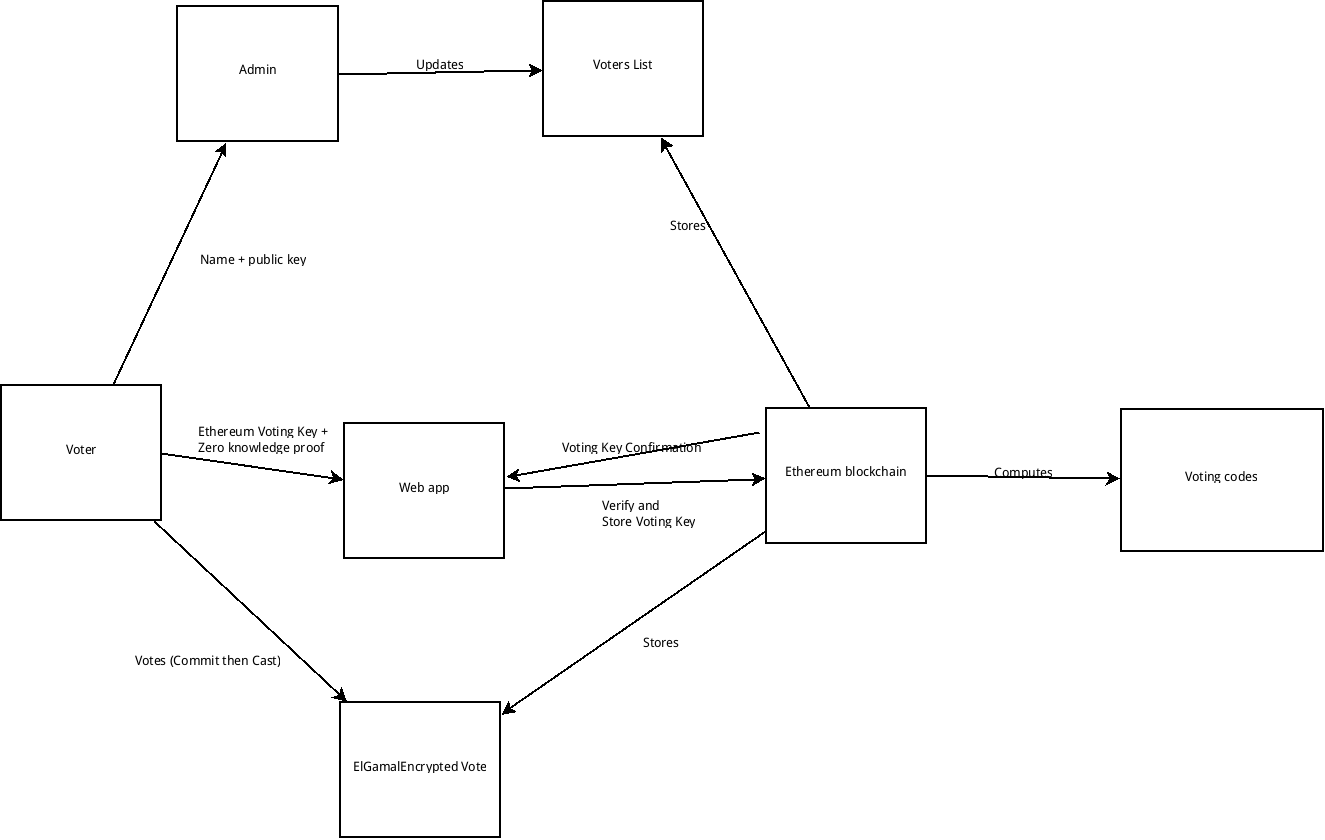 Admin
Updates
Voters List
Stores
Name + public key
Voter
Ethereum Voting Key +
Zero knowledge proof
Web app
Voting Key Confirmation
Verify and
Store Voting Key
Ethereum blockchain
Computes
Voting codes
Votes (Commit then Cast)
Stores
ElGamalEncrypted Vote